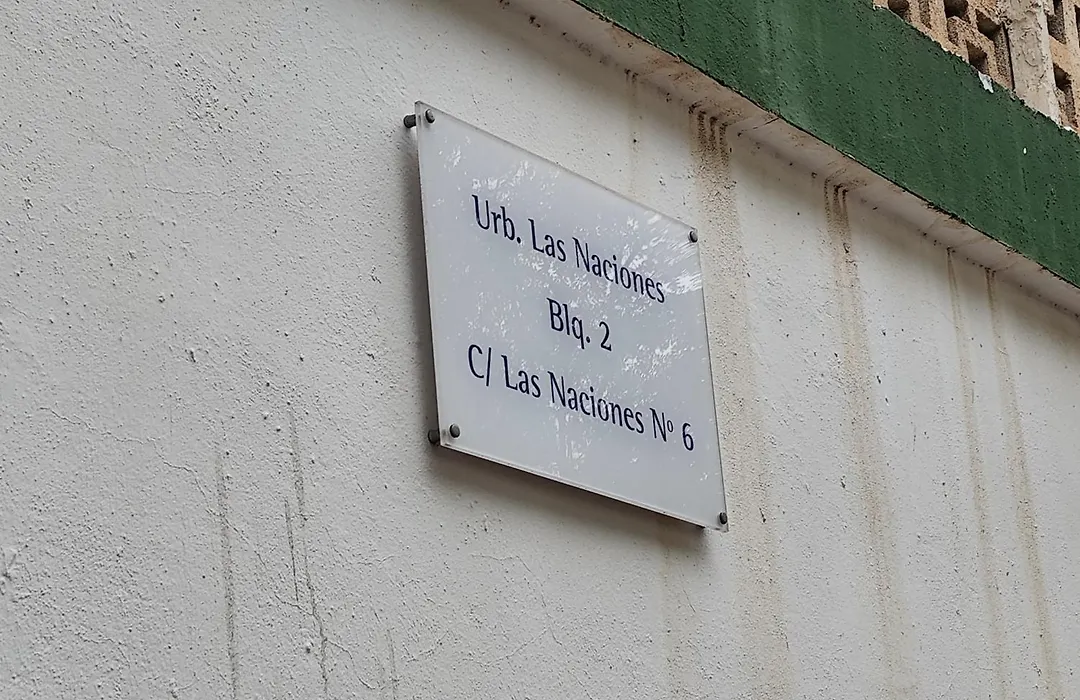 Urb. Las Naciones
Blq. 2
C/ Las Naciones Nº 6